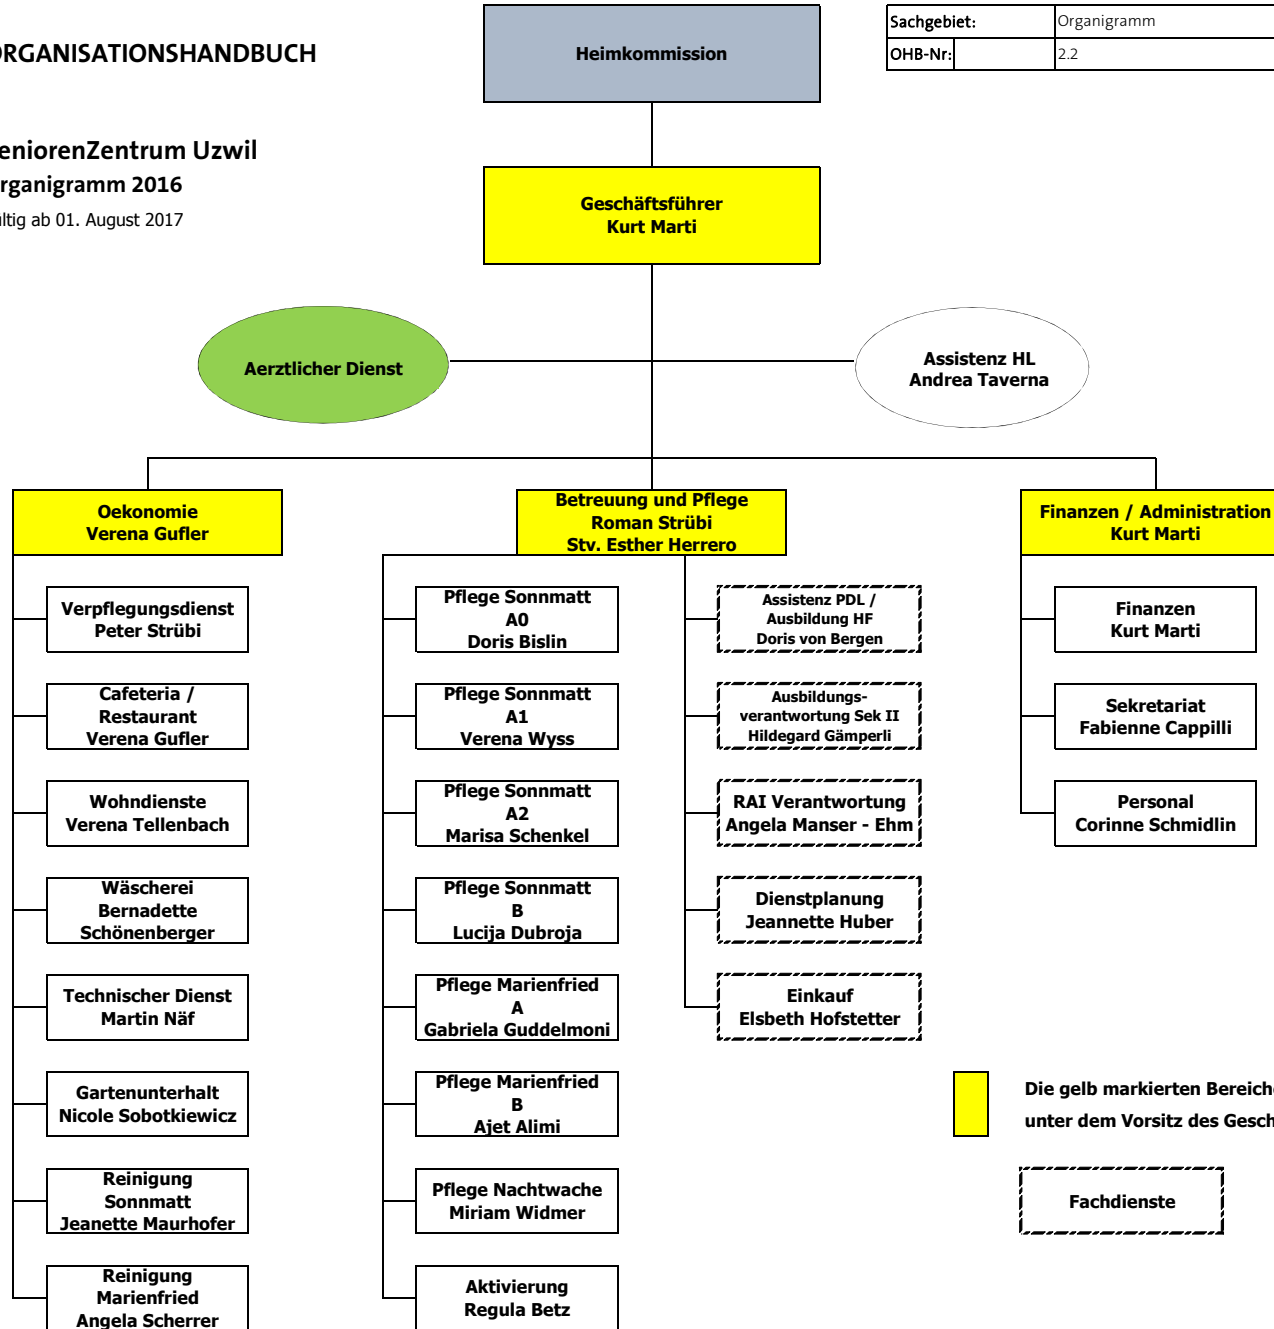 ORGANISATIONSHANDBUCH
Sachgebiet: Organigramm
OHB-Nr: 2.2
Heimkommission
eniorenZentrum Uzwil
rganigramm 2016
ltig ab 01. August 2017
Geschäftsführer
Kurt Marti
Aerztlicher Dienst
Assistenz HL
Andrea Taverna
Oekonomie
Verena Gufler
Verpflegungsdienst
Peter Strübi
Cafeteria /
Restaurant
Verena Gufler
Wohndienste
Verena Tellenbach
Wäscherei
Bernadette
Schönenberger
Technischer Dienst
Martin Näf
Gartenunterhalt
Nicole Sobotkiewicz
Reinigung
Sonnmatt
Jeanette Maurhofer
Reinigung
Marienfried
Angela Scherrer
Betreuung und Pflege
Roman Strübi
Stv. Esther Herrero
Pflege Sonnmatt
A0
Doris Bislin
Pflege Sonnmatt
A1
Verena Wyss
Pflege Sonnmatt
A2
Marisa Schenkel
Pflege Sonnmatt
B
Lucija Dubroja
Pflege Marienfried
A
Gabriela Guddelmoni
Pflege Marienfried
B
Ajet Alimi
Pflege Nachtwache
Miriam Widmer
Aktivierung
Regula Betz
Assistenz PDL /
Ausbildung HF
Doris von Bergen
Ausbildungs-
verantwortung Sek II
Hildegard Gämperli
RAI Verantwortung
Angela Manser - Ehm
Dienstplanung
Jeannette Huber
Einkauf
Elsbeth Hofstetter
Finanzen / Administration
Kurt Marti
Finanzen
Kurt Marti
Sekretariat
Fabienne Cappilli
Personal
Corinne Schmidlin
Die gelb markierten Bereiche
unter dem Vorsitz des Gesch
Fachdienste